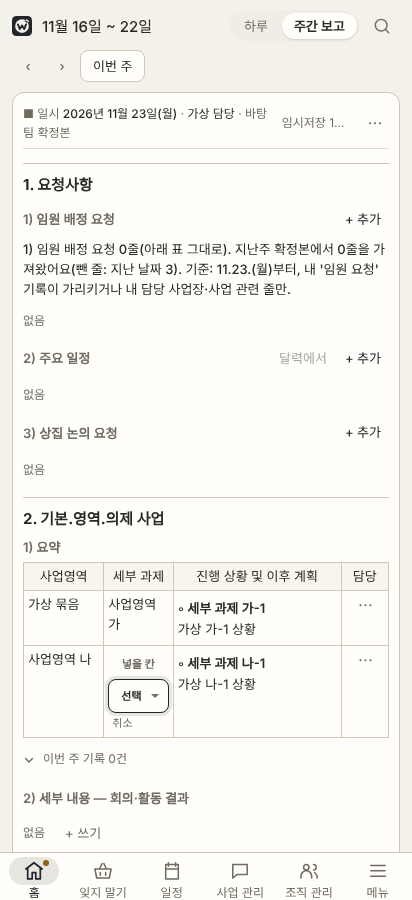 11월 16일 ~ 22일
하루
주간 보고
이번 주
■ 일시 2026년 11월 23일(월) · 가상 담당 · 바탕
팀 확정본
임시저장 1...
1. 요청사항
1) 임원 배정 요청
+ 추가
1) 임원 배정 요청 0줄(아래 표 그대로). 지난주 확정본에서 0줄을 가
져왔어요(뺀 줄: 지난 날짜 3). 기준: 11.23.(월)부터, 내 '임원 요청'
기록이 가리키거나 내 담당 사업장·사업 관련 줄만.
없음
2) 주요 일정
달력에서
+ 추가
없음
3) 상집 논의 요청
+ 추가
없음
2. 기본.영역.의제 사업
1) 요약
사업영역
세부 과제
진행 상황 및 이후 계획
담당
가상 묶음
사업영역
가
∘ 세부 과제 가-1
가상 가-1 상황
사업영역 나
넣을 칸
선택
취소
∘ 세부 과제 나-1
가상 나-1 상황
이번 주 기록 0건
2) 세부 내용 — 회의·활동 결과
없음
+ 쓰기
홈
잊지 말기
일정
사업 관리
조직 관리
메뉴